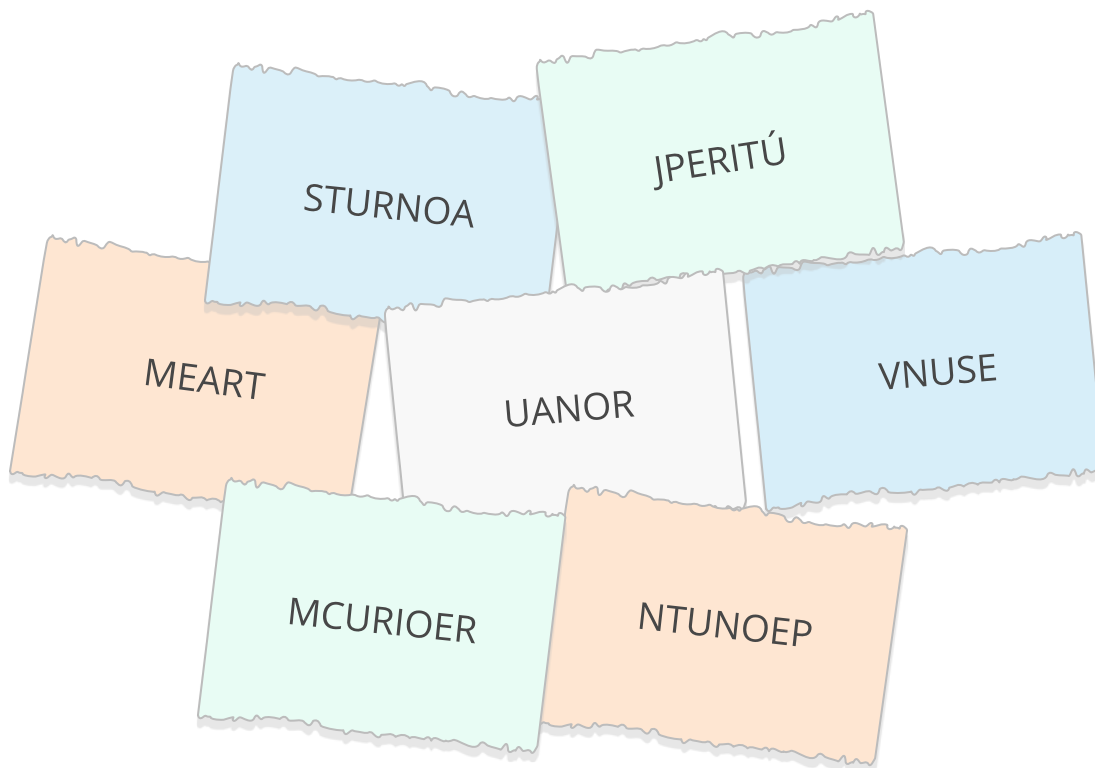 STURNOA
JPERITÚ
MEART
UANOR
VNUSE
MCURIOER
NTUNOEP